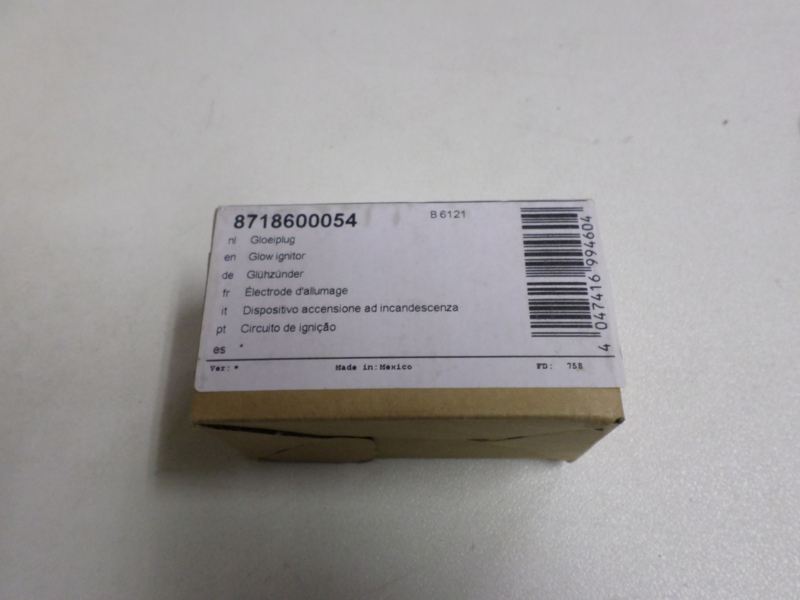 8718600054 B 6121
nl Gloeiplug
en Glow ignitor
de Glühzünder
fr Électrode d'allumage
it Dispositivo accensione ad incandescenza
pt Circuito de ignição
es *
Ver: * Made in: Mexico FD: 758
4 047416 994604